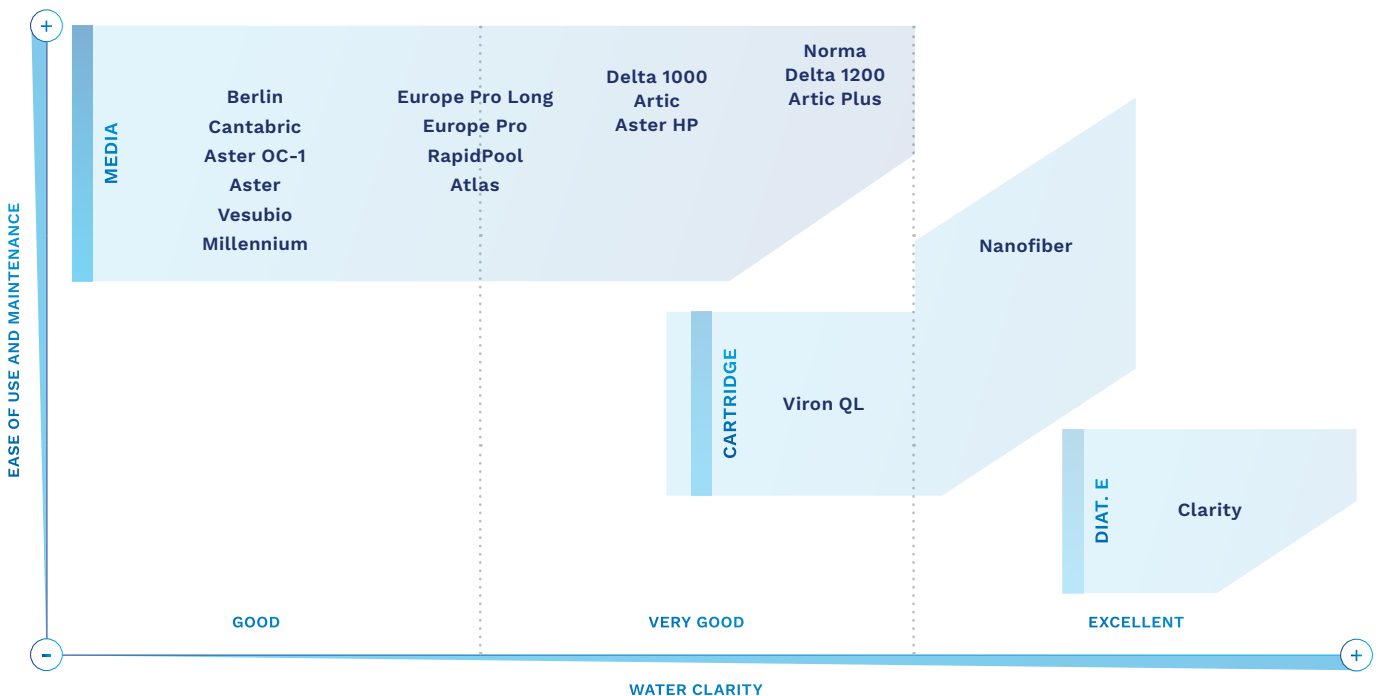 +
EASE OF USE AND MAINTENANCE
MEDIA
Berlin
Cantabric
Aster OC-1
Aster
Vesubio
Millennium
Europe Pro Long
Europe Pro
RapidPool
Atlas
Delta 1000
Artic
Aster HP
Norma
Delta 1200
Artic Plus
CARTRIDGE
Viron QL
Nanofiber
DIAT. E
Clarity
GOOD
VERY GOOD
EXCELLENT
-
+
WATER CLARITY